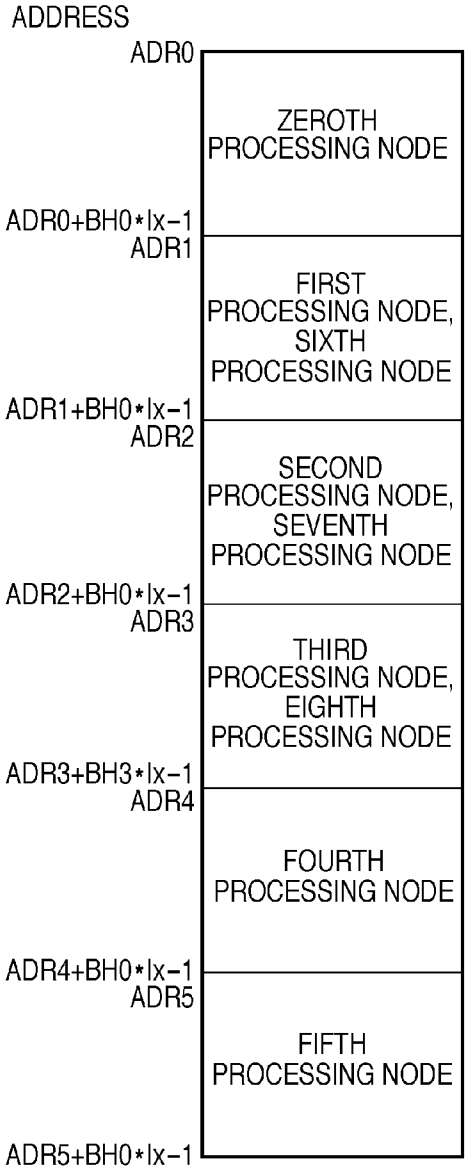 ADDRESS
ADR0
ZEROTH
PROCESSING NODE
ADR0+BH0*Ix-1
ADR1
FIRST
PROCESSING NODE,
SIXTH
PROCESSING NODE
ADR1+BH0*Ix-1
ADR2
SECOND
PROCESSING NODE,
SEVENTH
PROCESSING NODE
ADR2+BH0*Ix-1
ADR3
THIRD
PROCESSING NODE,
EIGHTH
PROCESSING NODE
ADR3+BH3*Ix-1
ADR4
FOURTH
PROCESSING NODE
ADR4+BH0*Ix-1
ADR5
FIFTH
PROCESSING NODE
ADR5+BH0*Ix-1